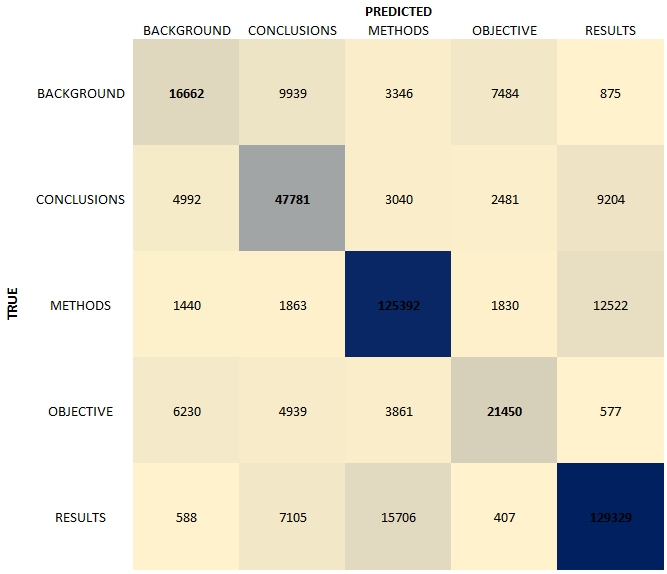 PREDICTED
BACKGROUND CONCLUSIONS METHODS OBJECTIVE RESULTS
BACKGROUND 16662 9939 3346 7484 875
CONCLUSIONS 4992 47781 3040 2481 9204
TRUE
METHODS 1440 1863 125392 1830 12522
OBJECTIVE 6230 4939 3861 21450 577
RESULTS 588 7105 15706 407 129329